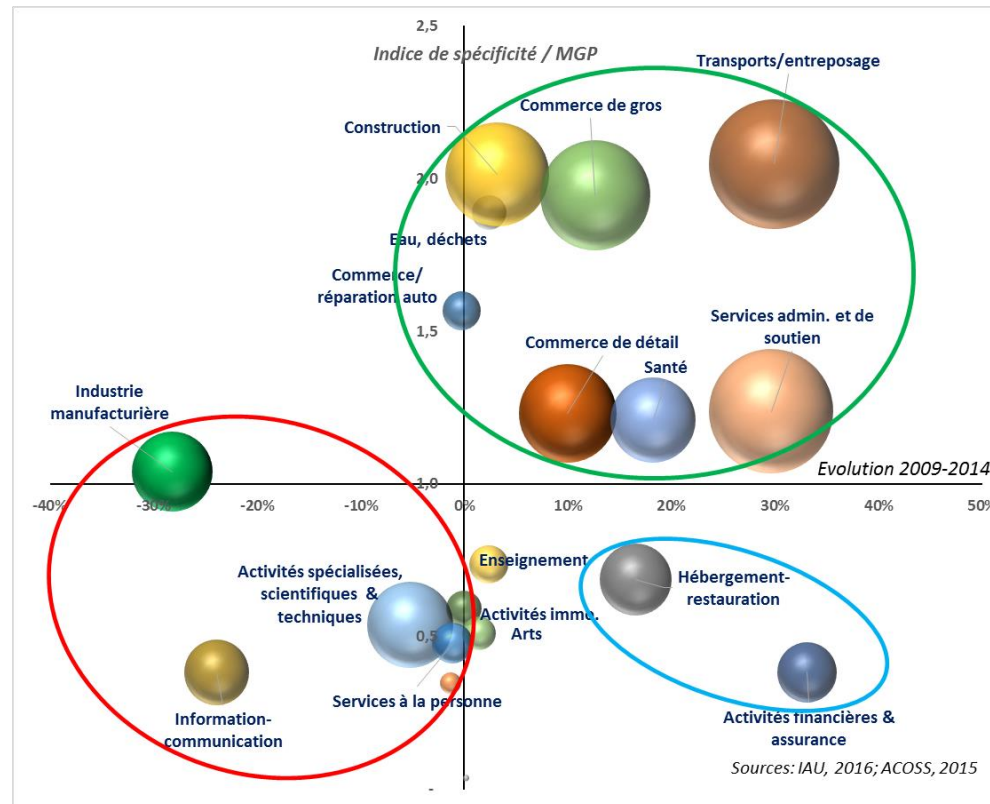 2,5
Indice de spécificité / MGP
Transports/entreposage
Commerce de gros
Construction
2,0
Eau, déchets
Commerce/
réparation auto
1,5
Services admin. et de
soutien
Commerce de détail
Santé
Industrie
manufacturière
Evolution 2009-2014
1,0
-40% -30% -20% -10% 0% 10% 20% 30% 40% 50%
Enseignement
Activités spécialisées,
scientifiques &
techniques
Hébergement-
restauration
Activités immo.
0,5
Arts
Services à la personne
Information-
communication
Activités financières &
assurance
Sources: IAU, 2016; ACOSS, 2015
-